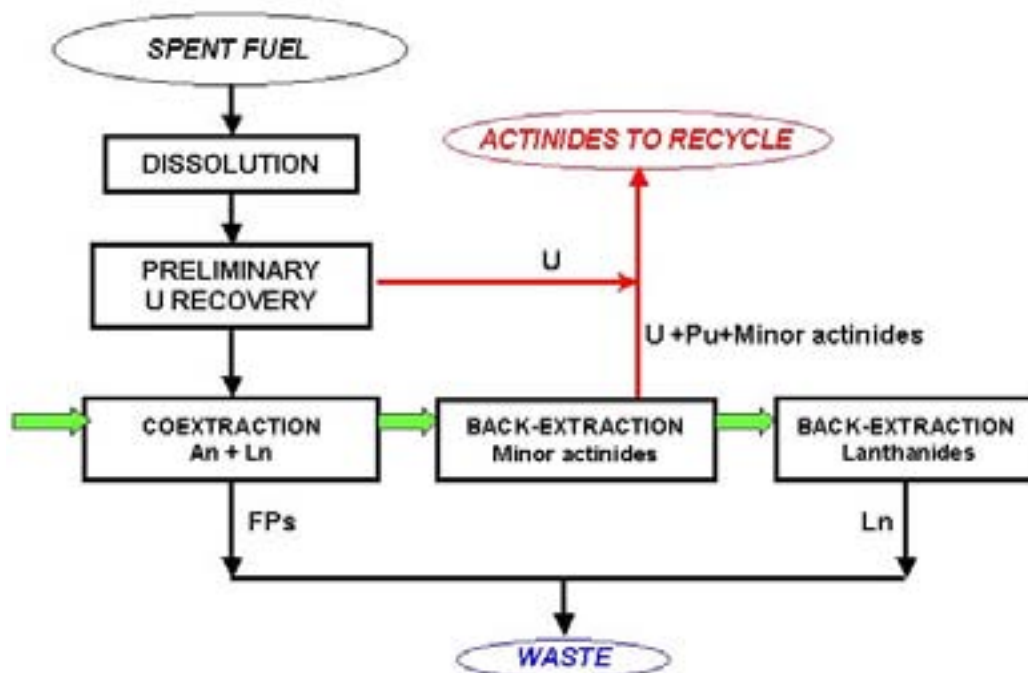 SPENT FUEL
ACTINIDES TO RECYCLE
DISSOLUTION
PRELIMINARY
U RECOVERY
U
U +Pu+Minor actinides
COEXTRACTION
An + Ln
BACK-EXTRACTION
Minor actinides
BACK-EXTRACTION
Lanthanides
FPs
Ln
WASTE